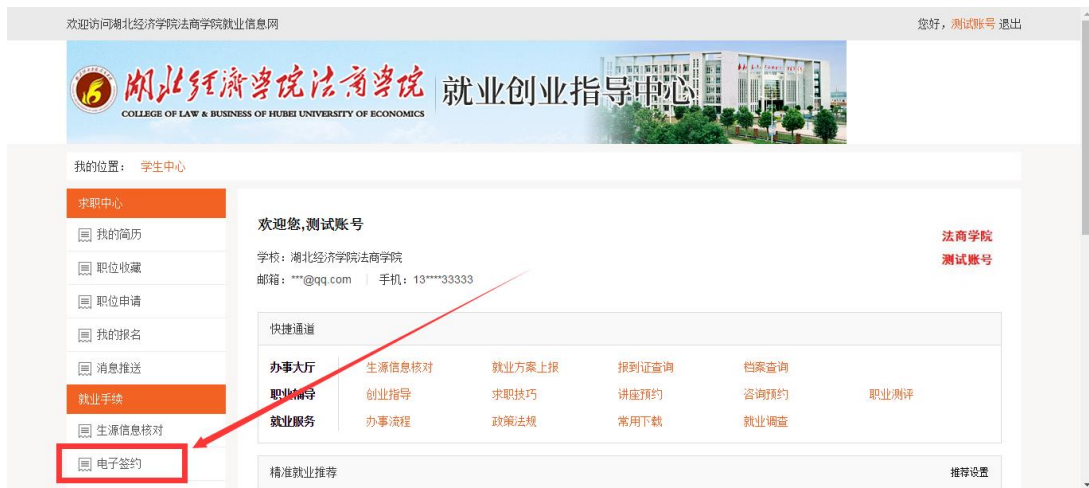 欢迎访问湖北经济学院法商学院就业信息网
您好，测试账号 退出
湖北经济学院法商学院 就业创业指导中心
COLLEGE OF LAW & BUSINESS OF HUBEI UNIVERSITY OF ECONOMICS
我的位置： 学生中心
求职中心
我的简历
职位收藏
职位申请
我的报名
消息推送
就业手续
生源信息核对
电子签约
欢迎您,测试账号
学校：湖北经济学院法商学院
邮箱：***@qq.com | 手机：13****33333
法商学院
测试账号
快捷通道
办事大厅 生源信息核对 就业方案上报 报到证查询 档案查询
职业辅导 创业指导 求职技巧 讲座预约 咨询预约 职业测评
就业服务 办事流程 政策法规 常用下载 就业调查
精准就业推荐 推荐设置